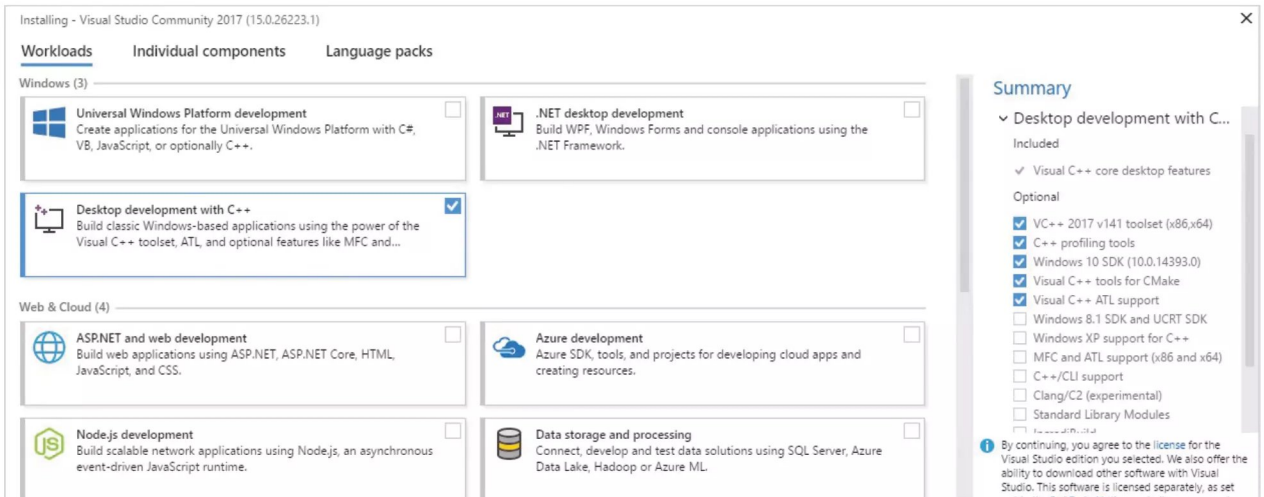 Installing - Visual Studio Community 2017 (15.0.26223.1)
Workloads
Individual components
Language packs
Windows (3)
Universal Windows Platform development
Create applications for the Universal Windows Platform with C#,
VB, JavaScript, or optionally C++.
.NET
.NET desktop development
Build WPF, Windows Forms and console applications using the
.NET Framework.
Desktop development with C++
Build classic Windows-based applications using the power of the
Visual C++ toolset, ATL, and optional features like MFC and...
Web & Cloud (4)
ASP.NET and web development
Build web applications using ASP.NET, ASP.NET Core, HTML,
JavaScript, and CSS.
Azure development
Azure SDK, tools, and projects for developing cloud apps and
creating resources.
JS
Node.js development
Build scalable network applications using Node.js, an asynchronous
event-driven JavaScript runtime.
Data storage and processing
Connect, develop and test data solutions using SQL Server, Azure
Data Lake, Hadoop or Azure ML.
Summary
Desktop development with C...
Included
Visual C++ core desktop features
Optional
VC++ 2017 v141 toolset (x86,x64)
C++ profiling tools
Windows 10 SDK (10.0.14393.0)
Visual C++ tools for CMake
Visual C++ ATL support
Windows 8.1 SDK and UCRT SDK
Windows XP support for C++
MFC and ATL support (x86 and x64)
C++/CLI support
Clang/C2 (experimental)
Standard Library Modules
By continuing, you agree to the license for the
Visual Studio edition you selected. We also offer the
ability to download other software with Visual
Studio. This software is licensed separately, as set